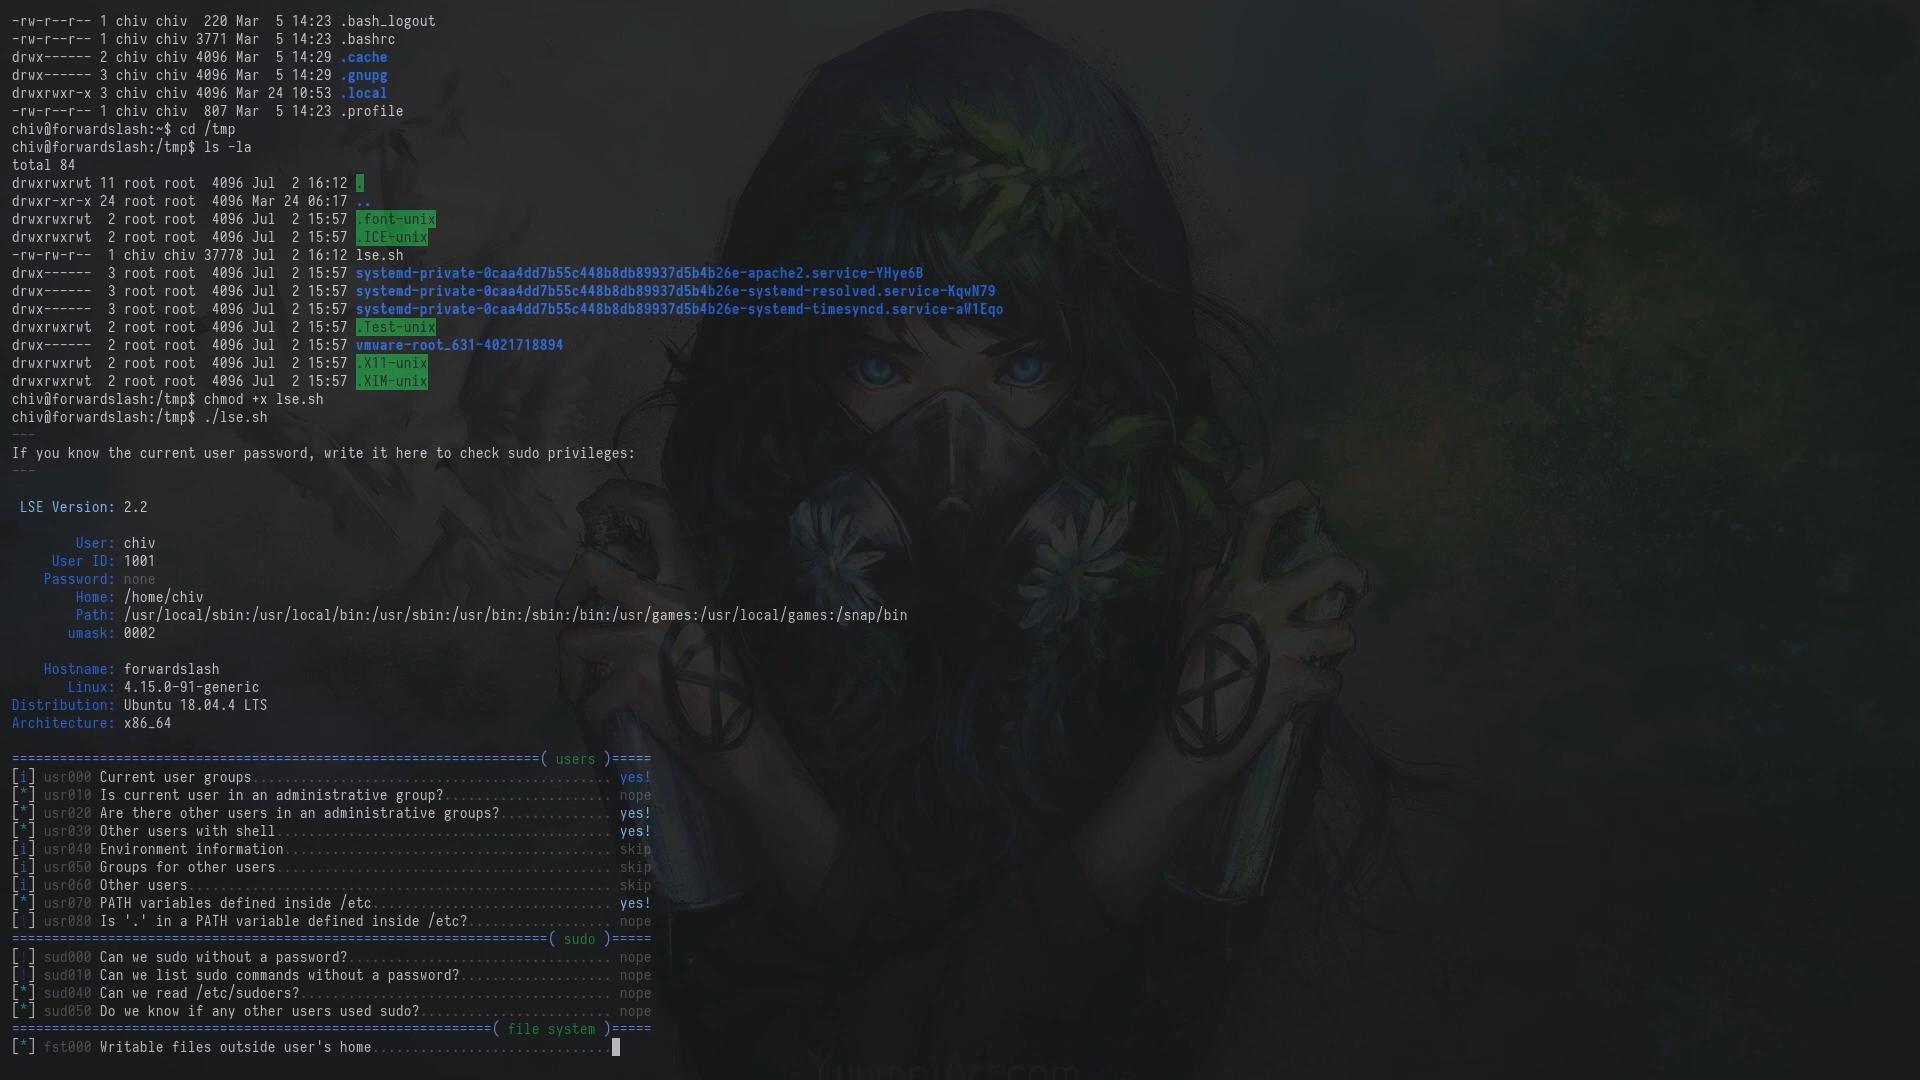 -rw-r--r-- 1 chiv chiv  220 Mar  5 14:23 .bash_logout
-rw-r--r-- 1 chiv chiv 3771 Mar  5 14:23 .bashrc
drwx------ 2 chiv chiv 4096 Mar  5 14:29 .cache
drwx------ 3 chiv chiv 4096 Mar  5 14:29 .gnupg
drwxrwxr-x 3 chiv chiv 4096 Mar 24 10:53 .local
-rw-r--r-- 1 chiv chiv  807 Mar  5 14:23 .profile
chiv@forwardslash:~$ cd /tmp
chiv@forwardslash:/tmp$ ls -la
total 84
drwxrwxrwt 11 root root  4096 Jul  2 16:12 .
drwxr-xr-x 24 root root  4096 Mar 24 06:17 ..
drwxrwxrwt  2 root root  4096 Jul  2 15:57 .font-unix
drwxrwxrwt  2 root root  4096 Jul  2 15:57 .ICE-unix
-rw-rw-r--  1 chiv chiv 37778 Jul  2 16:12 lse.sh
drwx------  3 root root  4096 Jul  2 15:57 systemd-private-0caa4dd7b55c448b8db89937d5b4b26e-apache2.service-YHye6B
drwx------  3 root root  4096 Jul  2 15:57 systemd-private-0caa4dd7b55c448b8db89937d5b4b26e-systemd-resolved.service-KqwN79
drwx------  3 root root  4096 Jul  2 15:57 systemd-private-0caa4dd7b55c448b8db89937d5b4b26e-systemd-timesyncd.service-aW1Eqo
drwxrwxrwt  2 root root  4096 Jul  2 15:57 .Test-unix
drwx------  2 root root  4096 Jul  2 15:57 vmware-root_631-4021718894
drwxrwxrwt  2 root root  4096 Jul  2 15:57 .X11-unix
drwxrwxrwt  2 root root  4096 Jul  2 15:57 .XIM-unix
chiv@forwardslash:/tmp$ chmod +x lse.sh
chiv@forwardslash:/tmp$ ./lse.sh
---
If you know the current user password, write it here to check sudo privileges:
---
LSE Version: 2.2
User: chiv
User ID: 1001
Password: none
Home: /home/chiv
Path: /usr/local/sbin:/usr/local/bin:/usr/sbin:/usr/bin:/sbin:/bin:/usr/games:/usr/local/games:/snap/bin
umask: 0002
Hostname: forwardslash
Linux: 4.15.0-91-generic
Distribution: Ubuntu 18.04.4 LTS
Architecture: x86_64
==================================================================( users )=====
[i] usr000 Current user groups............................................. yes!
[*] usr010 Is current user in an administrative group?..................... nope
[*] usr020 Are there other users in an administrative groups?.............. yes!
[*] usr030 Other users with shell.......................................... yes!
[i] usr040 Environment information......................................... skip
[i] usr050 Groups for other users.......................................... skip
[i] usr060 Other users..................................................... skip
[*] usr070 PATH variables defined inside /etc.............................. yes!
[!] usr080 Is '.' in a PATH variable defined inside /etc?.................. nope
===================================================================( sudo )=====
[!] sud000 Can we sudo without a password?................................. nope
[!] sud010 Can we list sudo commands without a password?................... nope
[*] sud040 Can we read /etc/sudoers?....................................... nope
[*] sud050 Do we know if any other users used sudo?........................ nope
============================================================( file system )=====
[*] fst000 Writable files outside user's home..............................
YuumeiArt.com